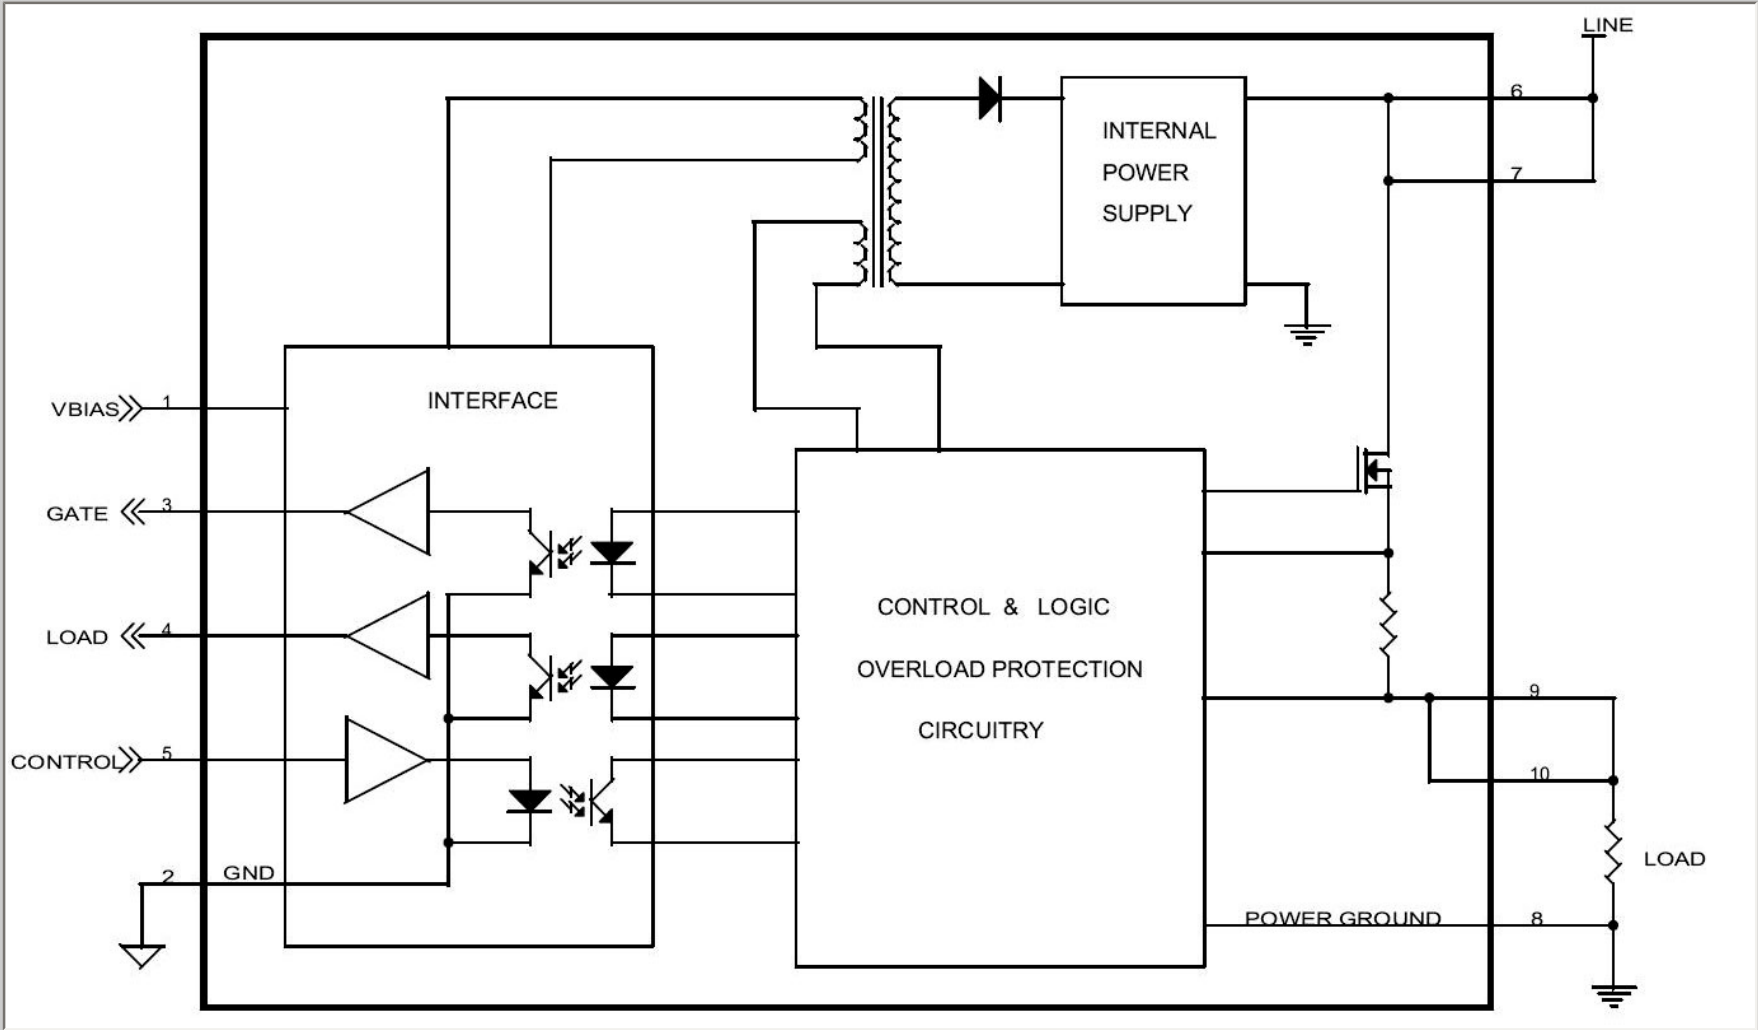 LINE
6
INTERNAL
POWER
SUPPLY
7
INTERFACE
VBIAS 1
GATE 3
CONTROL & LOGIC
LOAD 4
OVERLOAD PROTECTION
9
CIRCUITRY
CONTROL 5
10
LOAD
2 GND
POWER GROUND 8